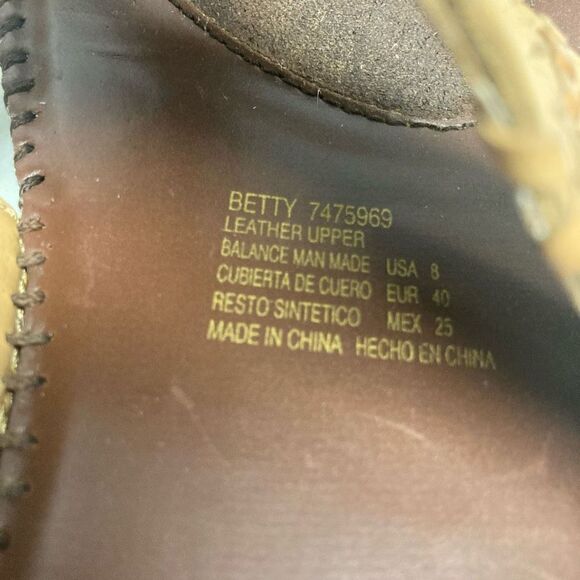 BETTY 7475969
LEATHER UPPER
BALANCE MAN MADE USA 8
CUBIERTA DE CUERO EUR 40
RESTO SINTETICO MEX 25
MADE IN CHINA HECHO EN CHINA